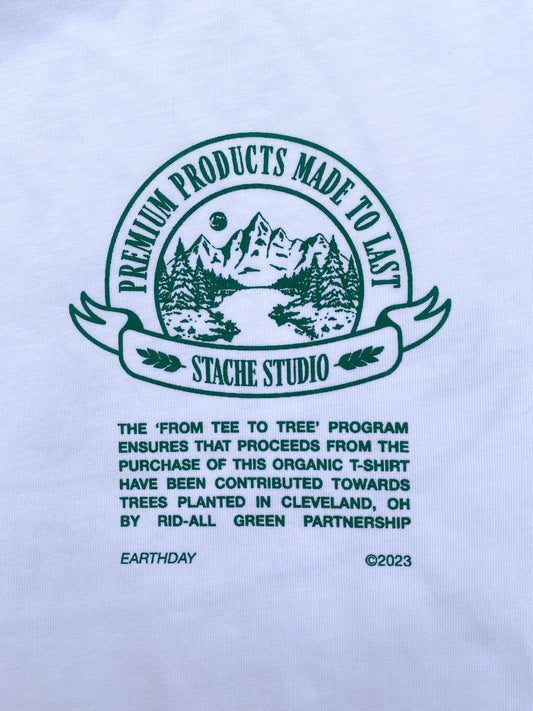 PREMIUM PRODUCTS MADE TO LAST
STACHE STUDIO
THE ‘FROM TEE TO TREE’ PROGRAM
ENSURES THAT PROCEEDS FROM THE
PURCHASE OF THIS ORGANIC T-SHIRT
HAVE BEEN CONTRIBUTED TOWARDS
TREES PLANTED IN CLEVELAND, OH
BY RID-ALL GREEN PARTNERSHIP
EARTHDAY ©2023